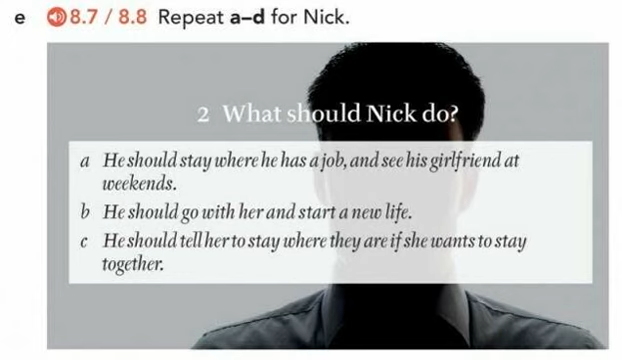 e 8.7 / 8.8 Repeat a–d for Nick.
2 What should Nick do?
a He should stay where he has a job, and see his girlfriend at
weekends.
b He should go with her and start a new life.
c He should tell her to stay where they are if she wants to stay
together.